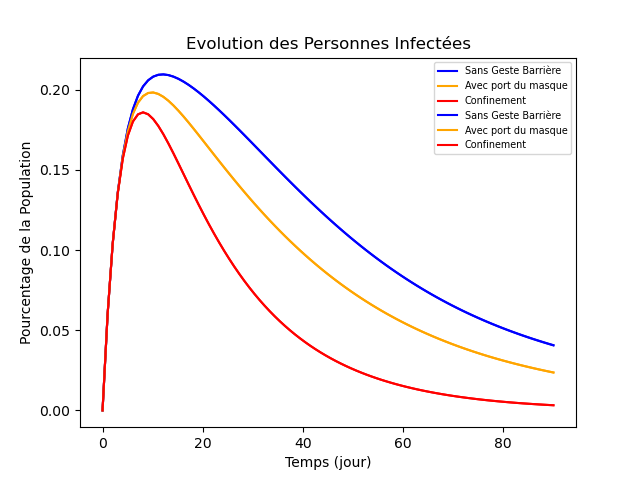 Evolution des Personnes Infectées
Sans Geste Barrière
Avec port du masque
Confinement
Sans Geste Barrière
Avec port du masque
Confinement
Pourcentage de la Population
0.20
0.15
0.10
0.05
0.00
0 20 40 60 80
Temps (jour)